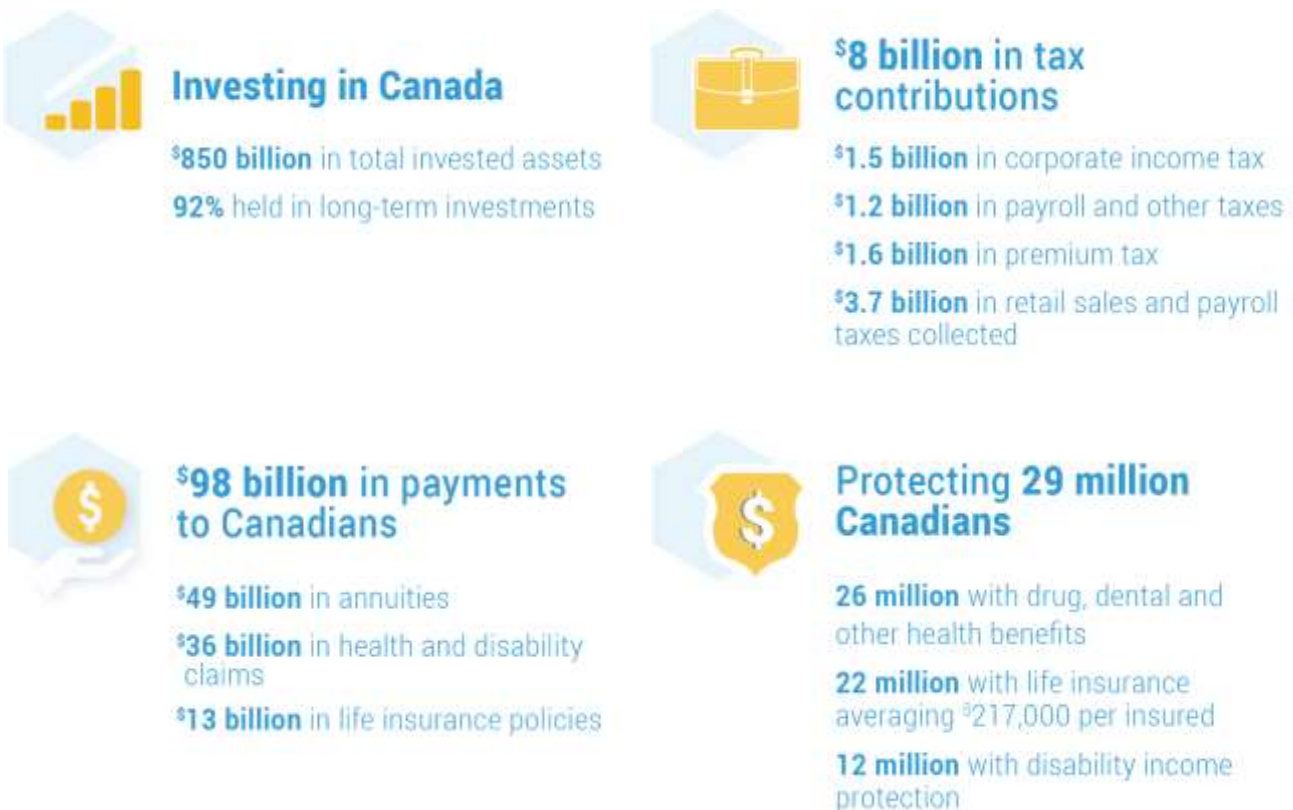 Investing in Canada
$850 billion in total invested assets
92% held in long-term investments
$8 billion in tax
contributions
$1.5 billion in corporate income tax
$1.2 billion in payroll and other taxes
$1.6 billion in premium tax
$3.7 billion in retail sales and payroll
taxes collected
$98 billion in payments
to Canadians
$49 billion in annuities
$36 billion in health and disability
claims
$13 billion in life insurance policies
Protecting 29 million
Canadians
26 million with drug, dental and
other health benefits
22 million with life insurance
averaging $217,000 per insured
12 million with disability income
protection